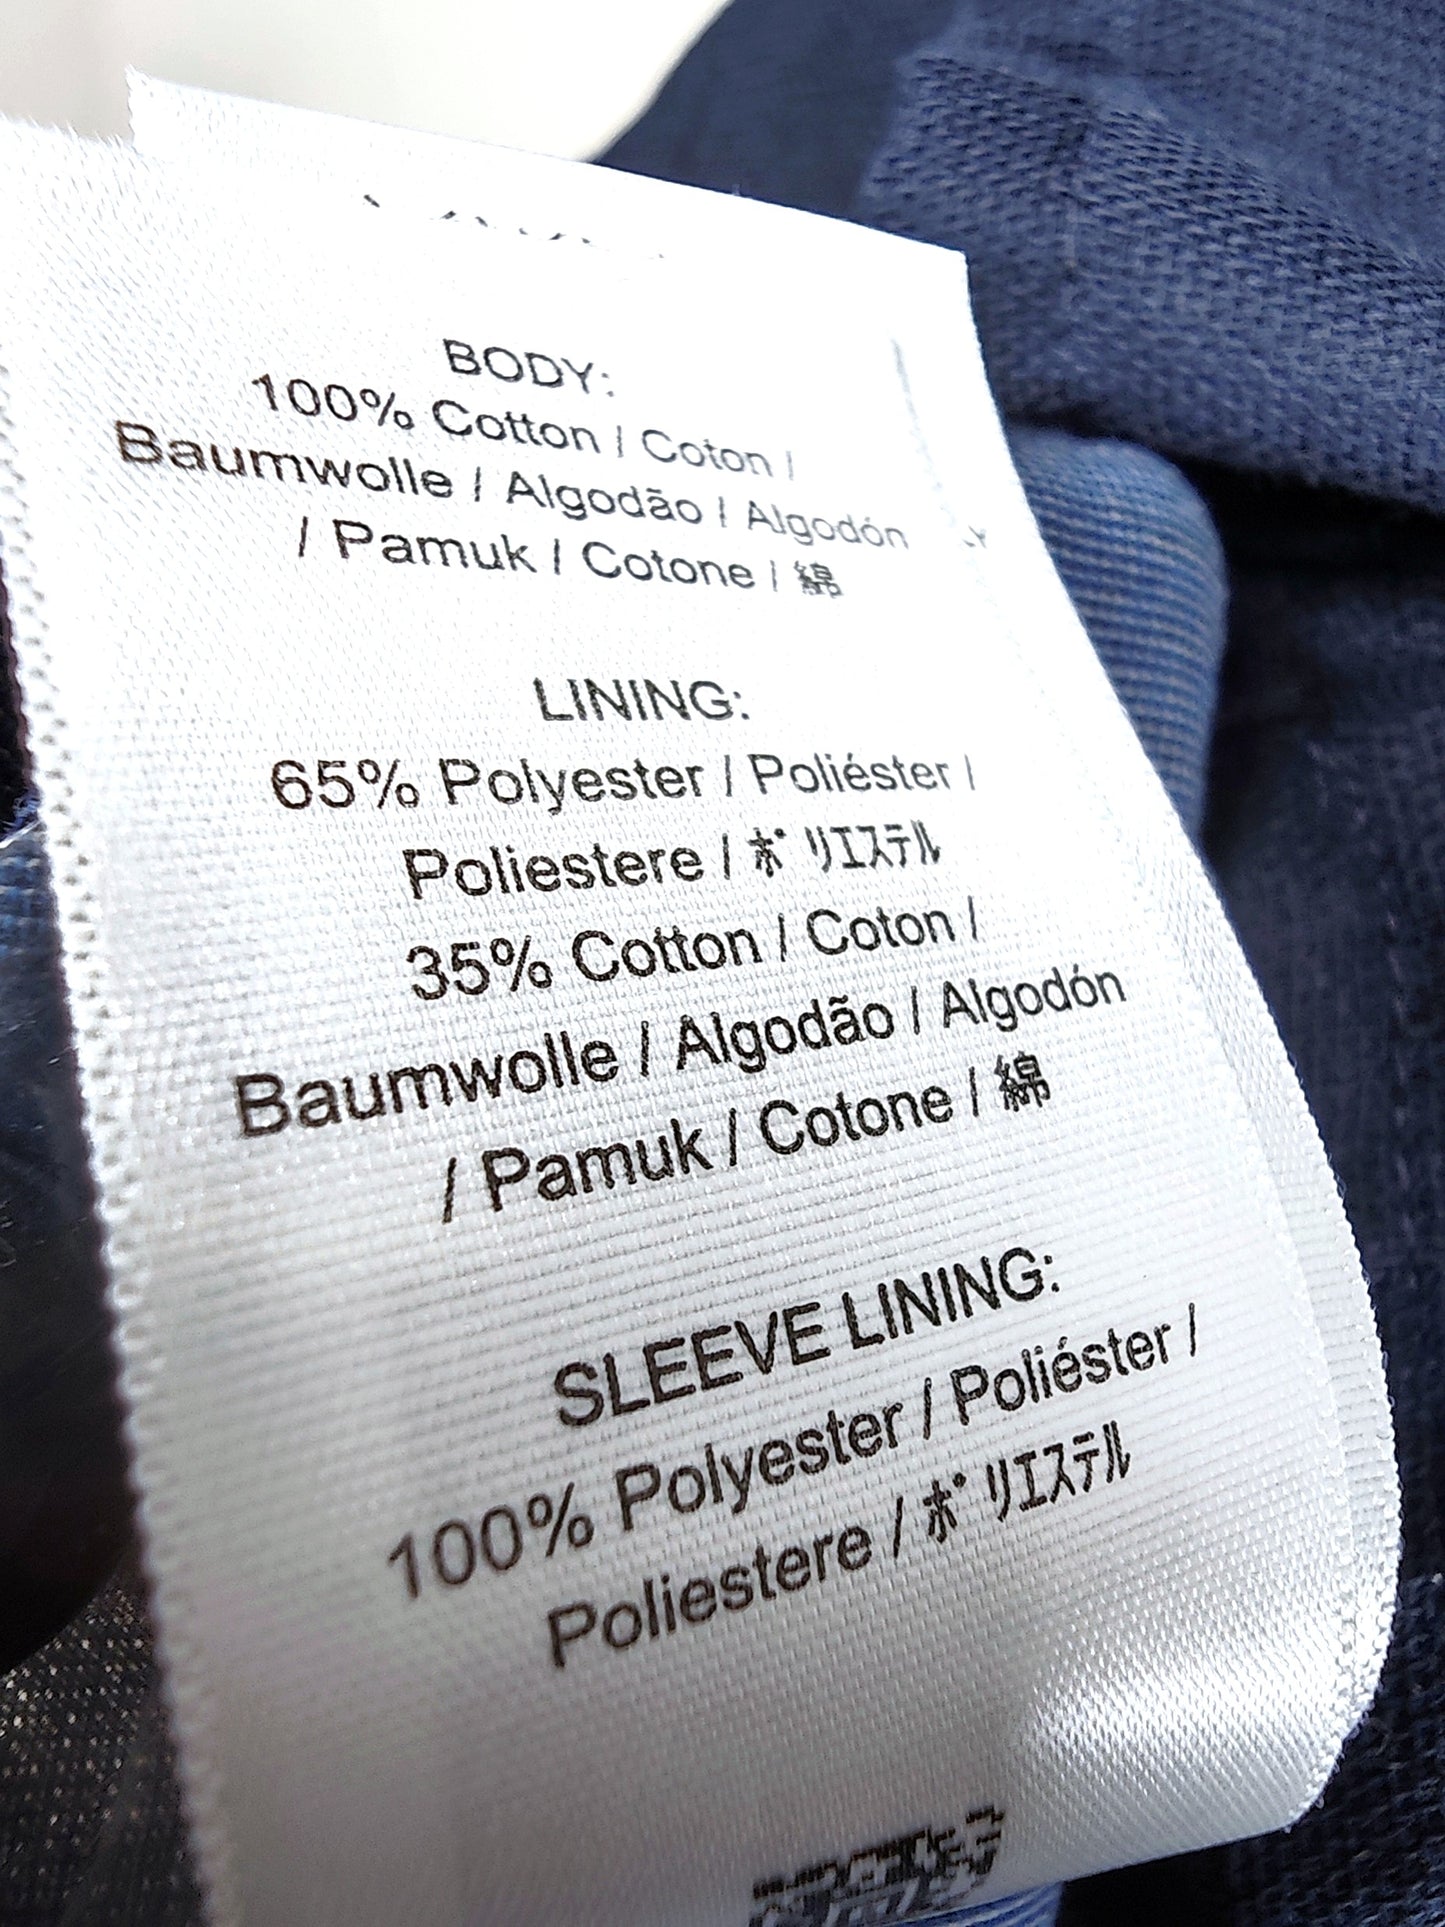 BODY:
100% Cotton / Coton /
Baumwolle / Algodão / Algodón
/ Pamuk / Cotone / 綿
LINING:
65% Polyester / Poliéster /
Poliestere / ポリエステル
35% Cotton / Coton /
Baumwolle / Algodão / Algodón
/ Pamuk / Cotone / 綿
SLEEVE LINING:
100% Polyester / Poliéster /
Poliestere / ポリエステル